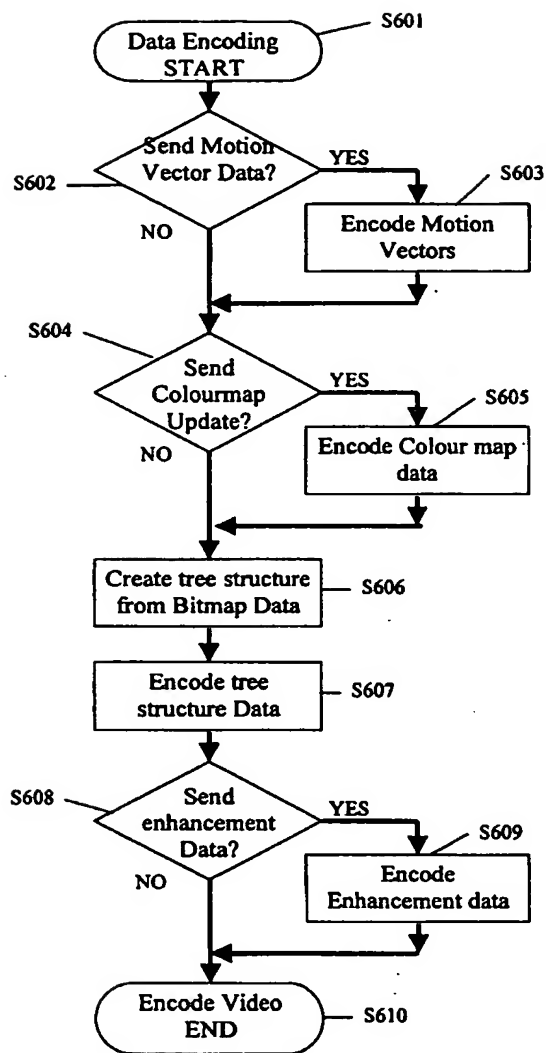 S601
Data Encoding
START
Send Motion
Vector Data?
YES
S602
S603
NO
Encode Motion
Vectors
S604
Send
Colourmap
Update?
YES
S605
NO
Encode Colour map
data
Create tree structure
from Bitmap Data
S606
Encode tree
structure Data
S607
S608
Send
enhancement
Data?
YES
S609
NO
Encode
Enhancement data
Encode Video
END
S610